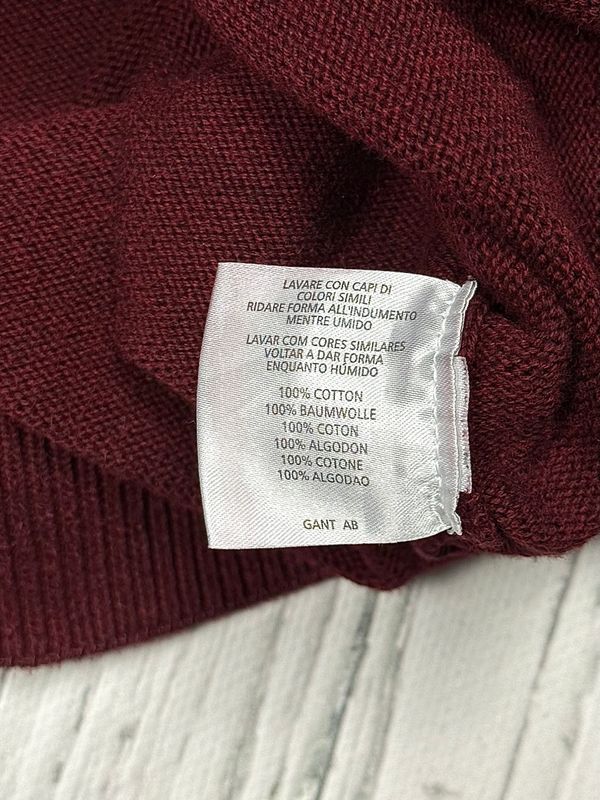 LAVARE CON CAPI DI
COLORI SIMILI
RIDARE FORMA ALL'INDUMENTO
MENTRE UMIDO
LAVAR COM CORES SIMILARES
VOLTAR A DAR FORMA
ENQUANTO HÚMIDO
100% COTTON
100% BAUMWOLLE
100% COTON
100% ALGODON
100% COTONE
100% ALGODAO
GANT AB